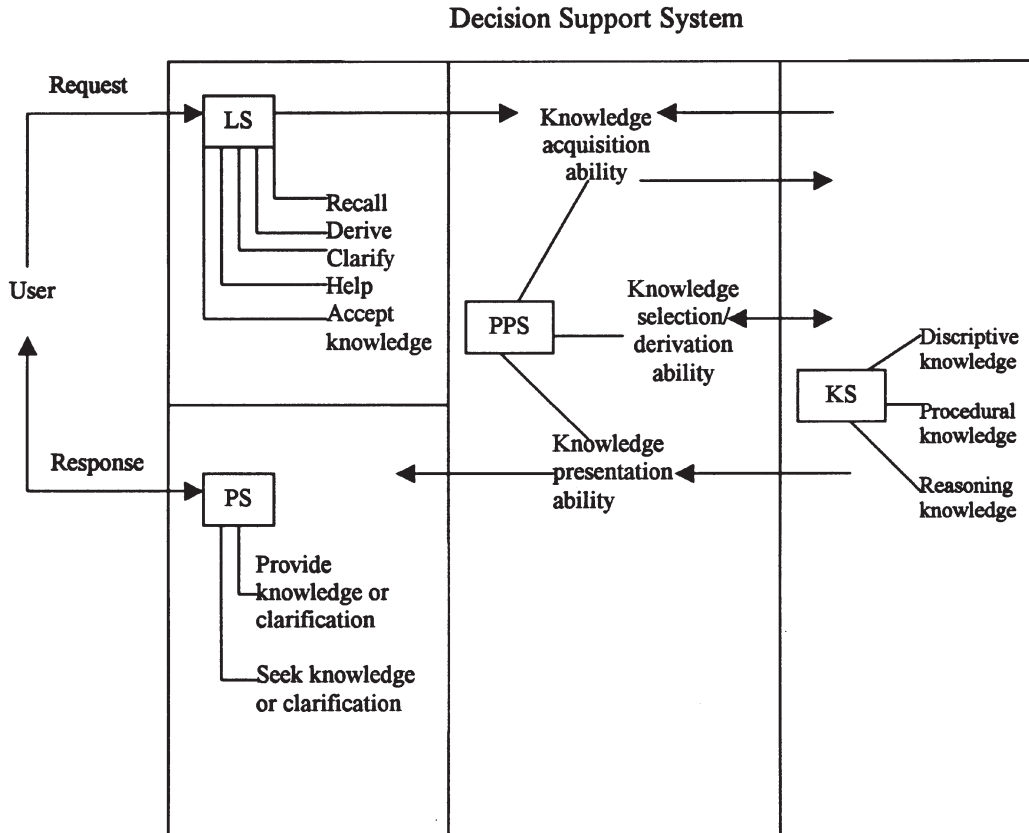 Decision Support System
Request
LS
Recall
Derive
Clarify
Help
Accept
knowledge
User
Response
PS
Provide
knowledge or
clarification
Seek knowledge
or clarification
Knowledge
acquisition
ability
PPS
Knowledge
selection/
derivation
ability
Knowledge
presentation
ability
KS
Discriptive
knowledge
Procedural
knowledge
Reasoning
knowledge